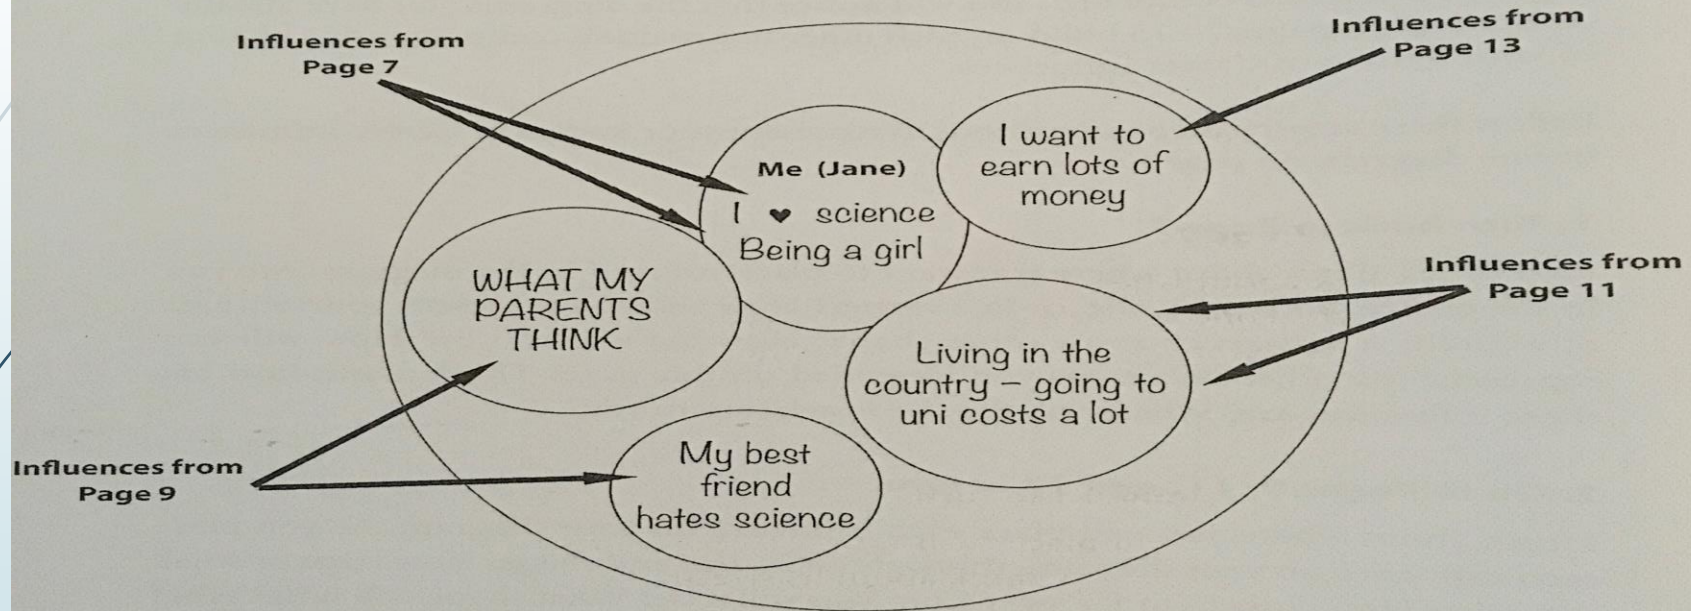 Influences from
Page 7
Influences from
Page 13
Me (Jane)
I ♥ science
Being a girl
I want to
earn lots of
money
WHAT MY
PARENTS
THINK
Influences from
Page 11
Living in the
country – going to
uni costs a lot
My best
friend
hates science
Influences from
Page 9